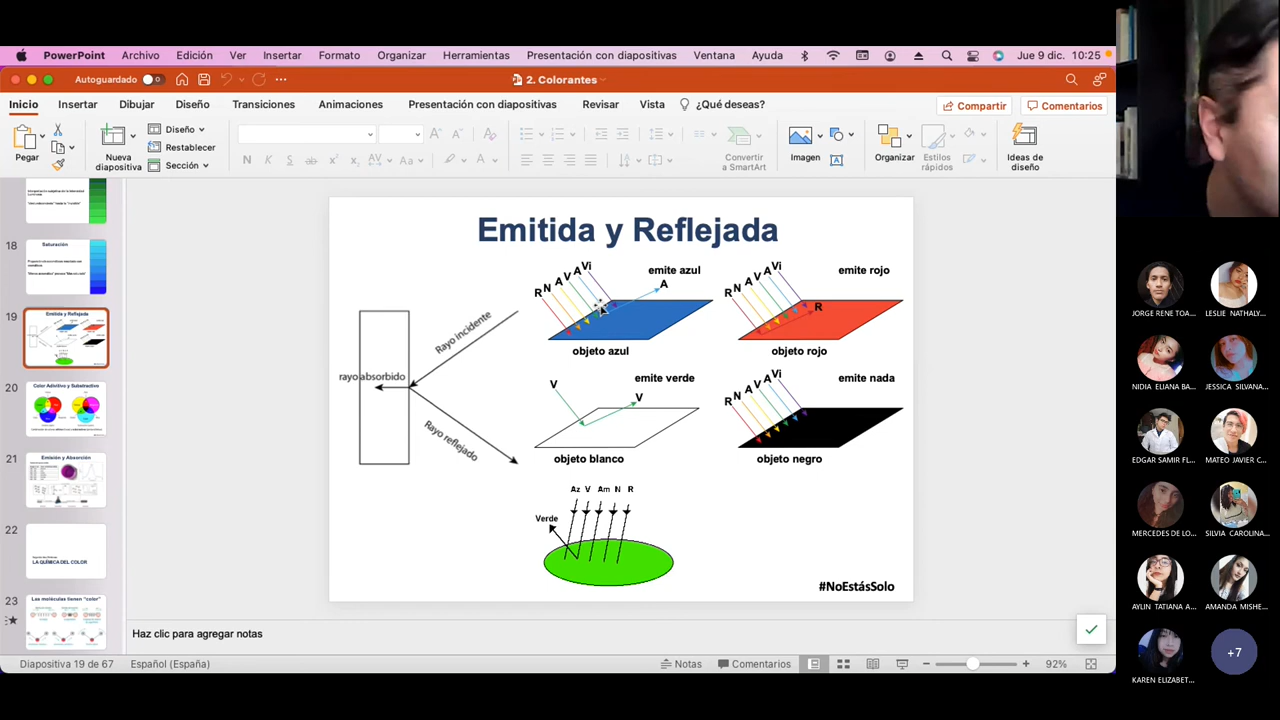 PowerPoint Archivo Edición Ver Insertar Formato Organizar Herramientas Presentación con diapositivas Ventana Ayuda Jue 9 dic. 10:25
Autoguardado 2. Colorantes
Inicio Insertar Dibujar Diseño Transiciones Animaciones Presentación con diapositivas Revisar Vista ¿Qué deseas? Compartir Comentarios
Pegar
Nueva diapositiva
Diseño
Restablecer
Sección
N K S ab x² x₂ AV Aa A
Convertir a SmartArt
Imagen
Organizar
Estilos rápidos
Ideas de diseño
18
Saturación
19
Emitida y Reflejada
20
Color Aditivo y Substractivo
21
Emisión y Absorción
22
LA QUÍMICA DEL COLOR
23
Las moléculas tienen "color"
Emitida y Reflejada
R N A V A Vi
emite azul
A
objeto azul
R N A V A Vi
emite rojo
R
objeto rojo
Rayo incidente
rayo absorbido
Rayo reflejado
V
emite verde
V
objeto blanco
R N A V A Vi
emite nada
objeto negro
Az V Am N R
Verde
#NoEstásSolo
Haz clic para agregar notas
Diapositiva 19 de 67 Español (España) Notas Comentarios 92%
JORGE RENE TOA...
LESLIE NATHALY...
NIDIA ELIANA BA...
JESSICA SILVANA...
EDGAR SAMIR FL...
MATEO JAVIER C...
MERCEDES DE LO...
SILVIA CAROLINA...
AYLIN TATIANA A...
AMANDA MISHE...
KAREN ELIZABET...
+7